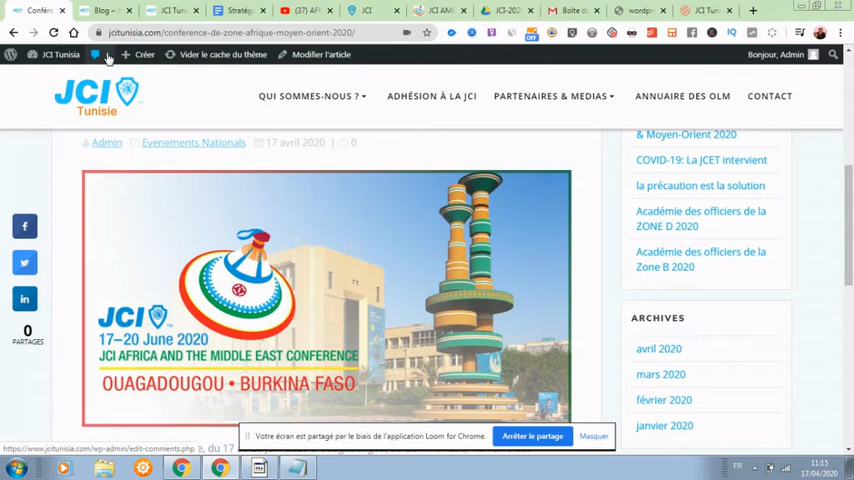 Confére
Blog –
JCI Tuni
Stratég
(37) AF
JCI
JCI AMI
JCI-202
Boîte d
wordpr
JCI Tun
jcitunisia.com/conference-de-zone-afrique-moyen-orient-2020/
OFF
JCI Tunisia
Créer
Vider le cache du thème
Modifier l'article
Bonjour, Admin
JCI
Tunisie
QUI SOMMES-NOUS ?
ADHÉSION À LA JCI
PARTENAIRES & MEDIAS
ANNUAIRE DES OLM
CONTACT
Admin
Evenements Nationals
17 avril 2020
0
JCI
17–20 June 2020
JCI AFRICA AND THE MIDDLE EAST CONFERENCE
OUAGADOUGOU • BURKINA FASO
0
PARTAGES
& Moyen-Orient 2020
COVID-19: La JCET intervient
la précaution est la solution
Académie des officiers de la
ZONE D 2020
Académie des officiers de la
Zone B 2020
ARCHIVES
avril 2020
mars 2020
février 2020
janvier 2020
Votre écran est partagé par le biais de l'application Loom for Chrome.
Arrêter le partage
Masquer
https://www.jcitunisia.com/wp-admin/edit-comments.php
e, du 17
FR
11:15
17/04/2020